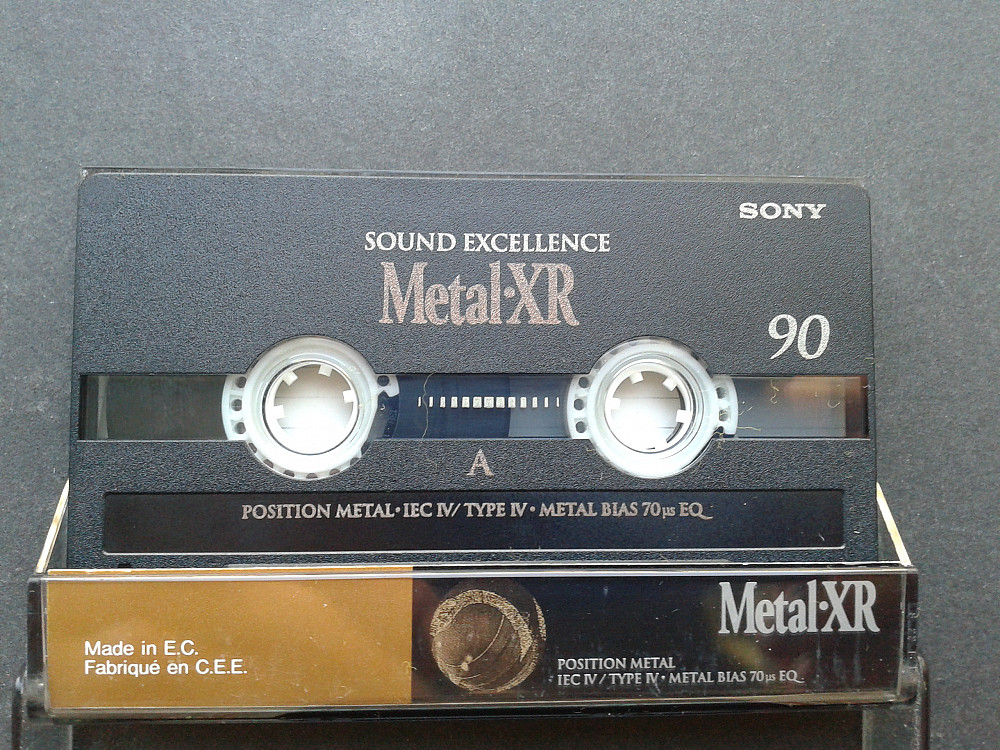 SONY
SOUND EXCELLENCE
Metal·XR
90
A
POSITION METAL·IEC IV/TYPE IV·METAL BIAS 70µs EQ
Metal·XR
Made in E.C.
Fabriqué en C.E.E.
POSITION METAL
IEC IV/TYPE IV·METAL BIAS 70µs EQ